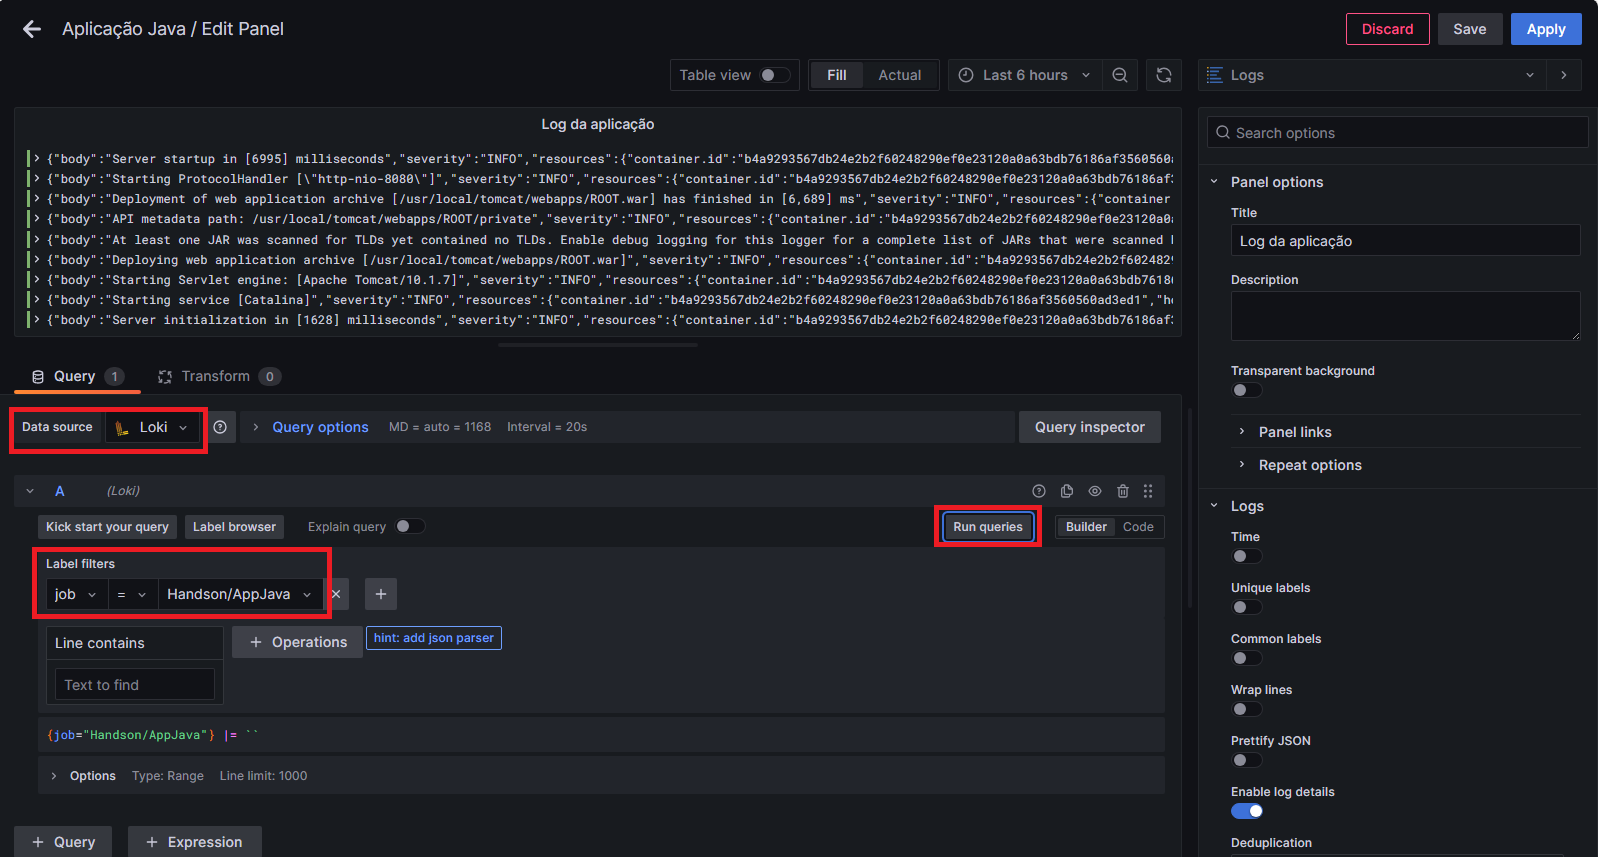 Aplicação Java / Edit Panel
Discard
Save
Apply
Table view
Fill
Actual
Last 6 hours
Logs
Log da aplicação
{"body":"Server startup in [6995] milliseconds","severity":"INFO","resources":{"container.id":"b4a9293567db24e2b2f60248290ef0e23120a0a63bdb76186af3560560a
{"body":"Starting ProtocolHandler [\"http-nio-8080\"]","severity":"INFO","resources":{"container.id":"b4a9293567db24e2b2f60248290ef0e23120a0a63bdb76186af3
{"body":"Deployment of web application archive [/usr/local/tomcat/webapps/ROOT.war] has finished in [6,689] ms","severity":"INFO","resources":{"container
{"body":"API metadata path: /usr/local/tomcat/webapps/ROOT/private","severity":"INFO","resources":{"container.id":"b4a9293567db24e2b2f60248290ef0e23120a0a
{"body":"At least one JAR was scanned for TLDs yet contained no TLDs. Enable debug logging for this logger for a complete list of JARs that were scanned
{"body":"Deploying web application archive [/usr/local/tomcat/webapps/ROOT.war]","severity":"INFO","resources":{"container.id":"b4a9293567db24e2b2f6024829
{"body":"Starting Servlet engine: [Apache Tomcat/10.1.7]","severity":"INFO","resources":{"container.id":"b4a9293567db24e2b2f60248290ef0e23120a0a63bdb76186
{"body":"Starting service [Catalina]","severity":"INFO","resources":{"container.id":"b4a9293567db24e2b2f60248290ef0e23120a0a63bdb76186af3560560ad3ed1","he
{"body":"Server initialization in [1628] milliseconds","severity":"INFO","resources":{"container.id":"b4a9293567db24e2b2f60248290ef0e23120a0a63bdb76186af3
Query 1
Transform 0
Data source
Loki
Query options
MD = auto = 1168
Interval = 20s
Query inspector
A
(Loki)
Kick start your query
Label browser
Explain query
Run queries
Builder
Code
Label filters
job
=
Handson/AppJava
Line contains
Operations
hint: add json parser
Text to find
{job="Handson/AppJava"} |= ``
Options
Type: Range
Line limit: 1000
+ Query
+ Expression
Search options
Panel options
Title
Log da aplicação
Description
Transparent background
Panel links
Repeat options
Logs
Time
Unique labels
Common labels
Wrap lines
Prettify JSON
Enable log details
Deduplication